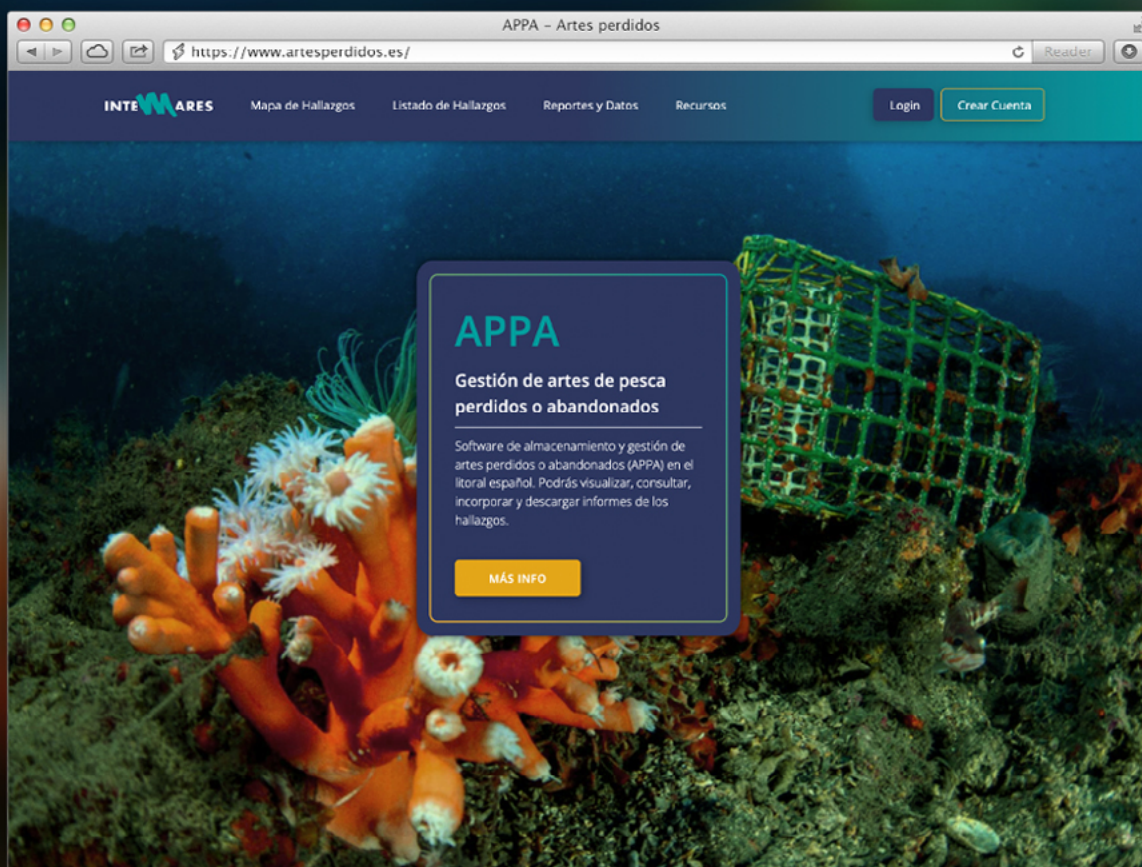 APPA – Artes perdidos
https://www.artesperdidos.es/
Reader
INTEMARES
Mapa de Hallazgos
Listado de Hallazgos
Reportes y Datos
Recursos
Login
Crear Cuenta
APPA
Gestión de artes de pesca
perdidos o abandonados
Software de almacenamiento y gestión de
artes perdidos o abandonados (APPA) en el
litoral español. Podrás visualizar, consultar,
incorporar y descargar informes de los
hallazgos.
MÁS INFO